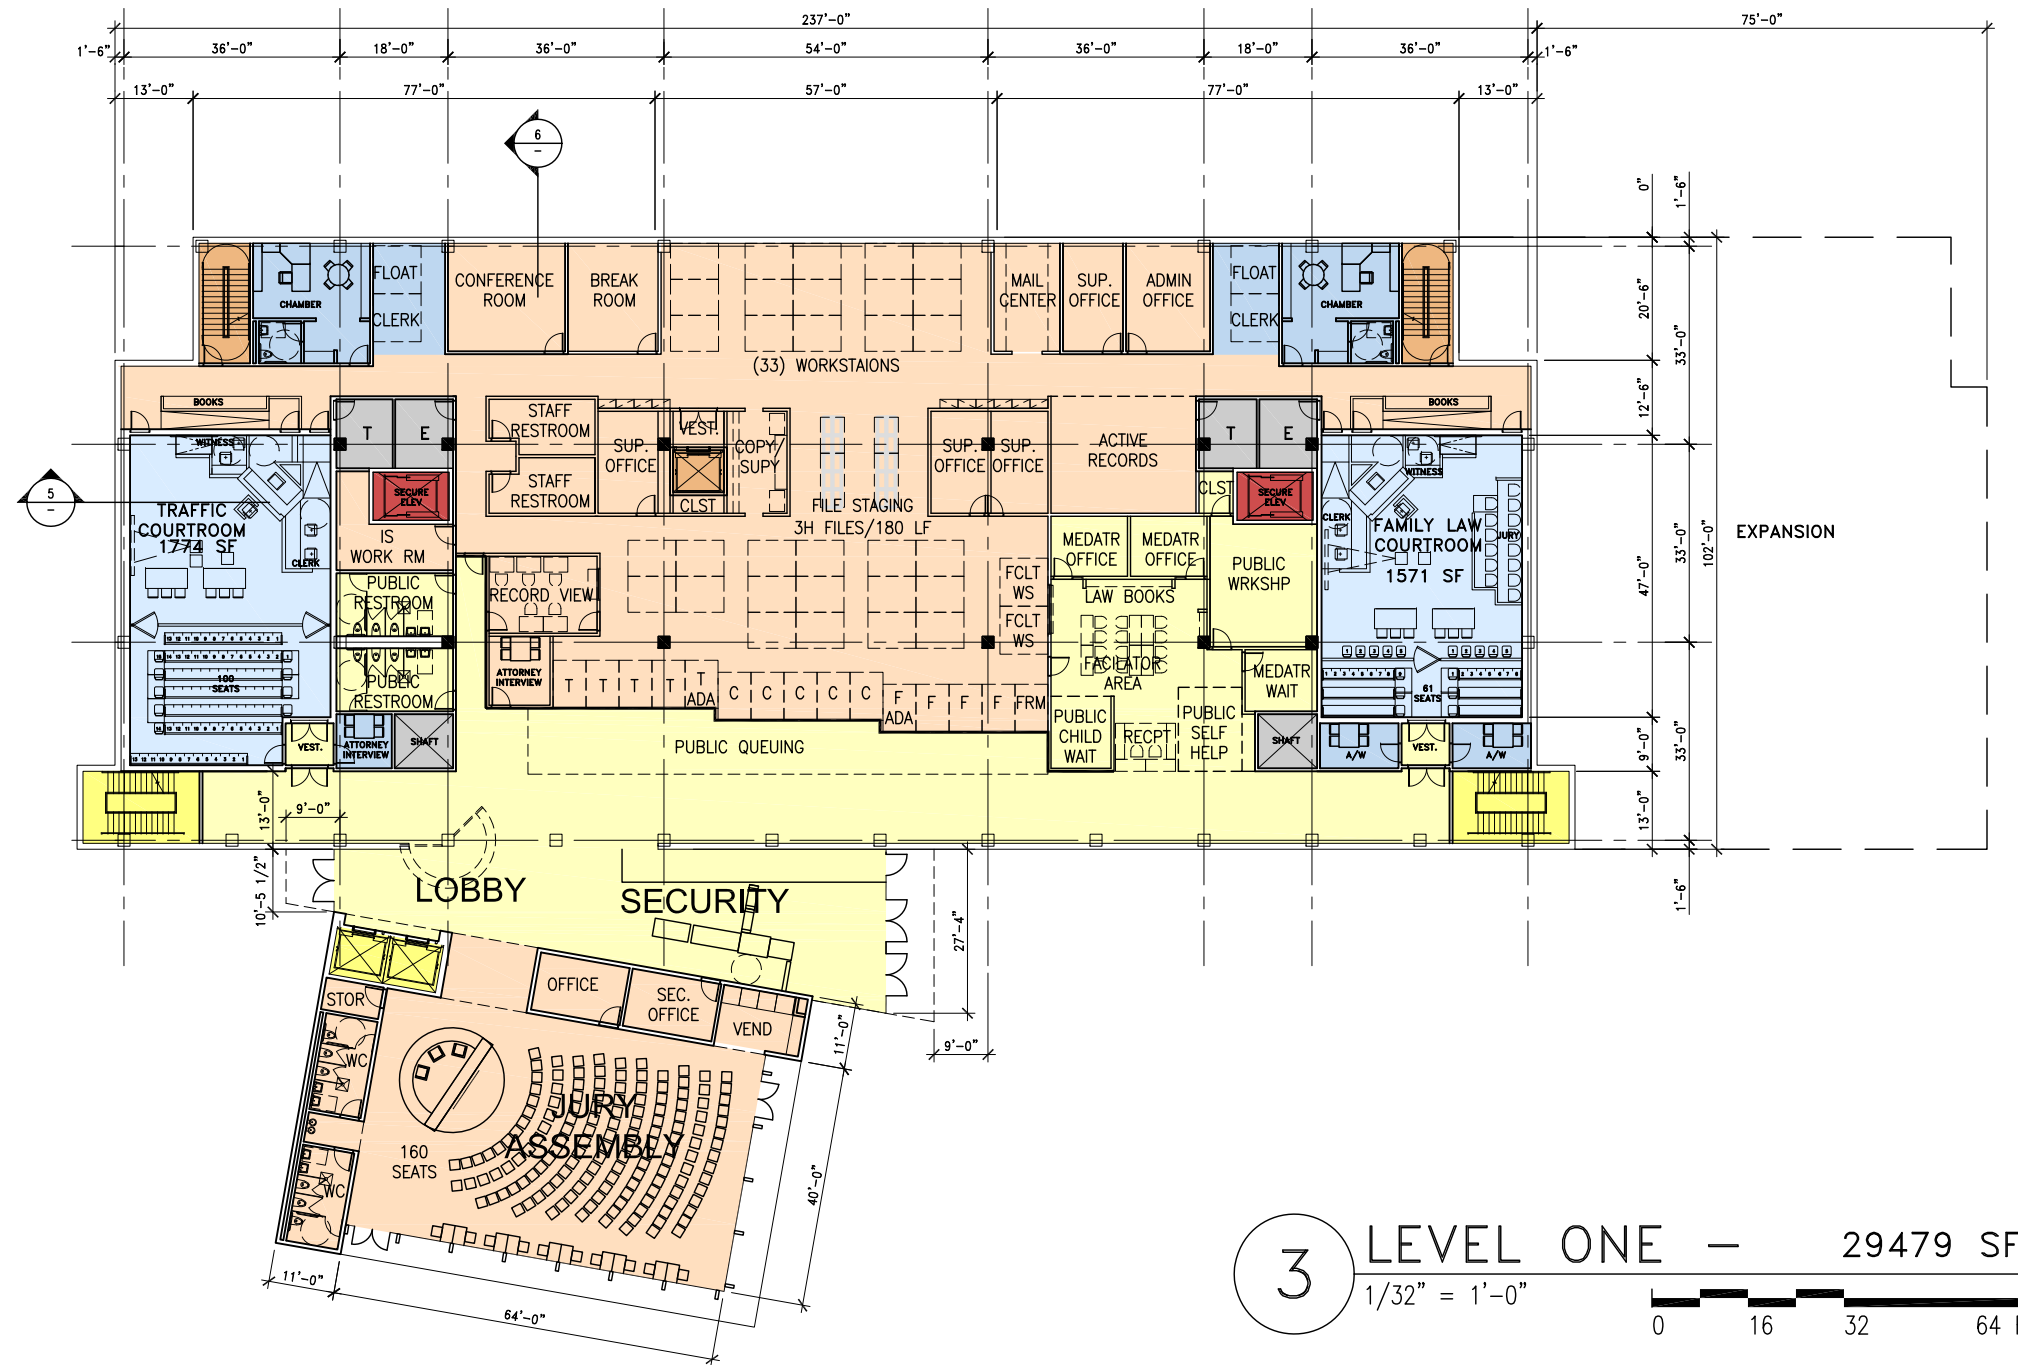 237'-0"
75'-0"
1'-6"
36'-0"
18'-0"
36'-0"
54'-0"
36'-0"
18'-0"
36'-0"
1'-6"
13'-0"
77'-0"
57'-0"
77'-0"
13'-0"
6
-
5
-
0"
1'-6"
20'-6"
33'-0"
12'-6"
33'-0"
102'-0"
47'-0"
9'-0"
33'-0"
13'-0"
1'-6"
EXPANSION
CHAMBER
FLOAT
CLERK
CONFERENCE
ROOM
BREAK
ROOM
MAIL
CENTER
SUP.
OFFICE
ADMIN
OFFICE
FLOAT
CLERK
CHAMBER
(33) WORKSTAIONS
BOOKS
WITNESS
T
E
STAFF
RESTROOM
STAFF
RESTROOM
SUP.
OFFICE
VEST.
CLST
COPY
SUPY
SUP.
OFFICE
SUP.
OFFICE
ACTIVE
RECORDS
T
E
BOOKS
WITNESS
SECURE
ELEV
CLST
SECURE
ELEV
FILE STAGING
3H FILES/180 LF
TRAFFIC
COURTROOM
1774 SF
CLERK
IS
WORK RM
PUBLIC
RESTROOM
PUBLIC
RESTROOM
RECORD VIEW
ATTORNEY
INTERVIEW
FCLT
WS
FCLT
WS
MEDATR
OFFICE
MEDATR
OFFICE
LAW BOOKS
PUBLIC
WRKSHP
CLERK
FAMILY LAW
COURTROOM
1571 SF
JURY
FACILATOR
AREA
MEDATR
WAIT
100
SEATS
61
SEATS
T
T
T
T
T
ADA
C
C
C
C
C
F
ADA
F
F
F
FRM
PUBLIC
CHILD
WAIT
RECPT
PUBLIC
SELF
HELP
SHAFT
A/W
VEST.
A/W
VEST.
ATTORNEY
INTERVIEW
SHAFT
PUBLIC QUEUING
13'-0"
9'-0"
10'-5 1/2"
LOBBY
SECURITY
27'-4"
9'-0"
11'-0"
OFFICE
SEC.
OFFICE
VEND
STOR
WC
WC
JURY
ASSEMBLY
160
SEATS
40'-0"
11'-0"
64'-0"
3
LEVEL ONE - 29479 SF
1/32" = 1'-0"
0 16 32 64